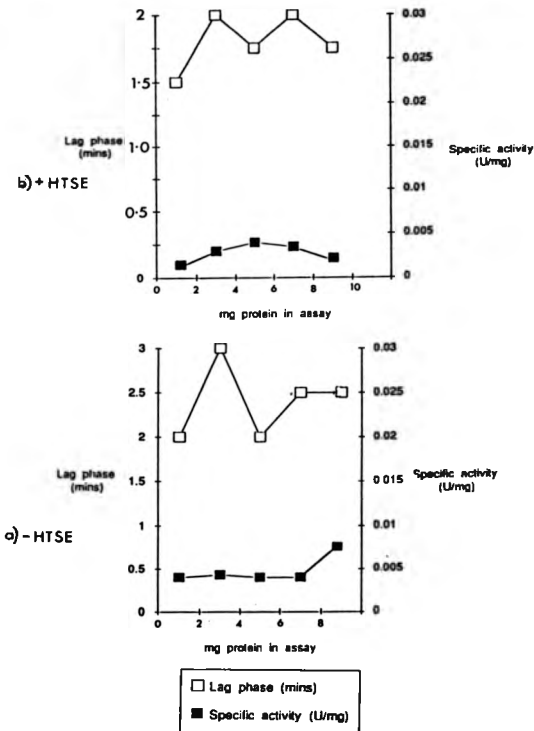 2
1·5
1·0
0·5
0
Lag phase
(mins)
b) + HTSE
0.03
0.025
0.02
0.015
0.01
0.005
0
Specific activity
(U/mg)
0 2 4 6 8 10
mg protein in assay
3
2.5
2
1
0.5
0
Lag phase
(mins)
a) - HTSE
0.03
0.025
0.02
0.015
0.01
0.005
0
Specific activity
(U/mg)
0 2 4 6 8
mg protein in assay
Lag phase (mins)
Specific activity (U/mg)